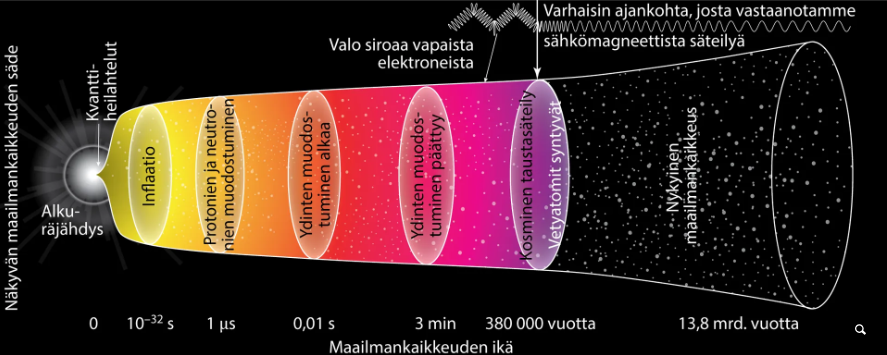 Varhaisin ajankohta, josta vastaanotamme
sähkömagneettista säteilyä
Valo siroaa vapaista
elektroneista
Näkyvän maailmankaikkeuden säde
Kvantti-
heilahtelut
Alku-
räjähdys
Inflaatio
Protonien ja neutro-
nien muodostuminen
Ydinten muodos-
tuminen alkaa
Ydinten muodos-
tuminen päättyy
Kosminen taustasäteily
Vetyatomit syntyvät
Nykyinen
maailmankaikkeus
0
10⁻³² s
1 µs
0,01 s
3 min
380 000 vuotta
13,8 mrd. vuotta
Maailmankaikkeuden ikä